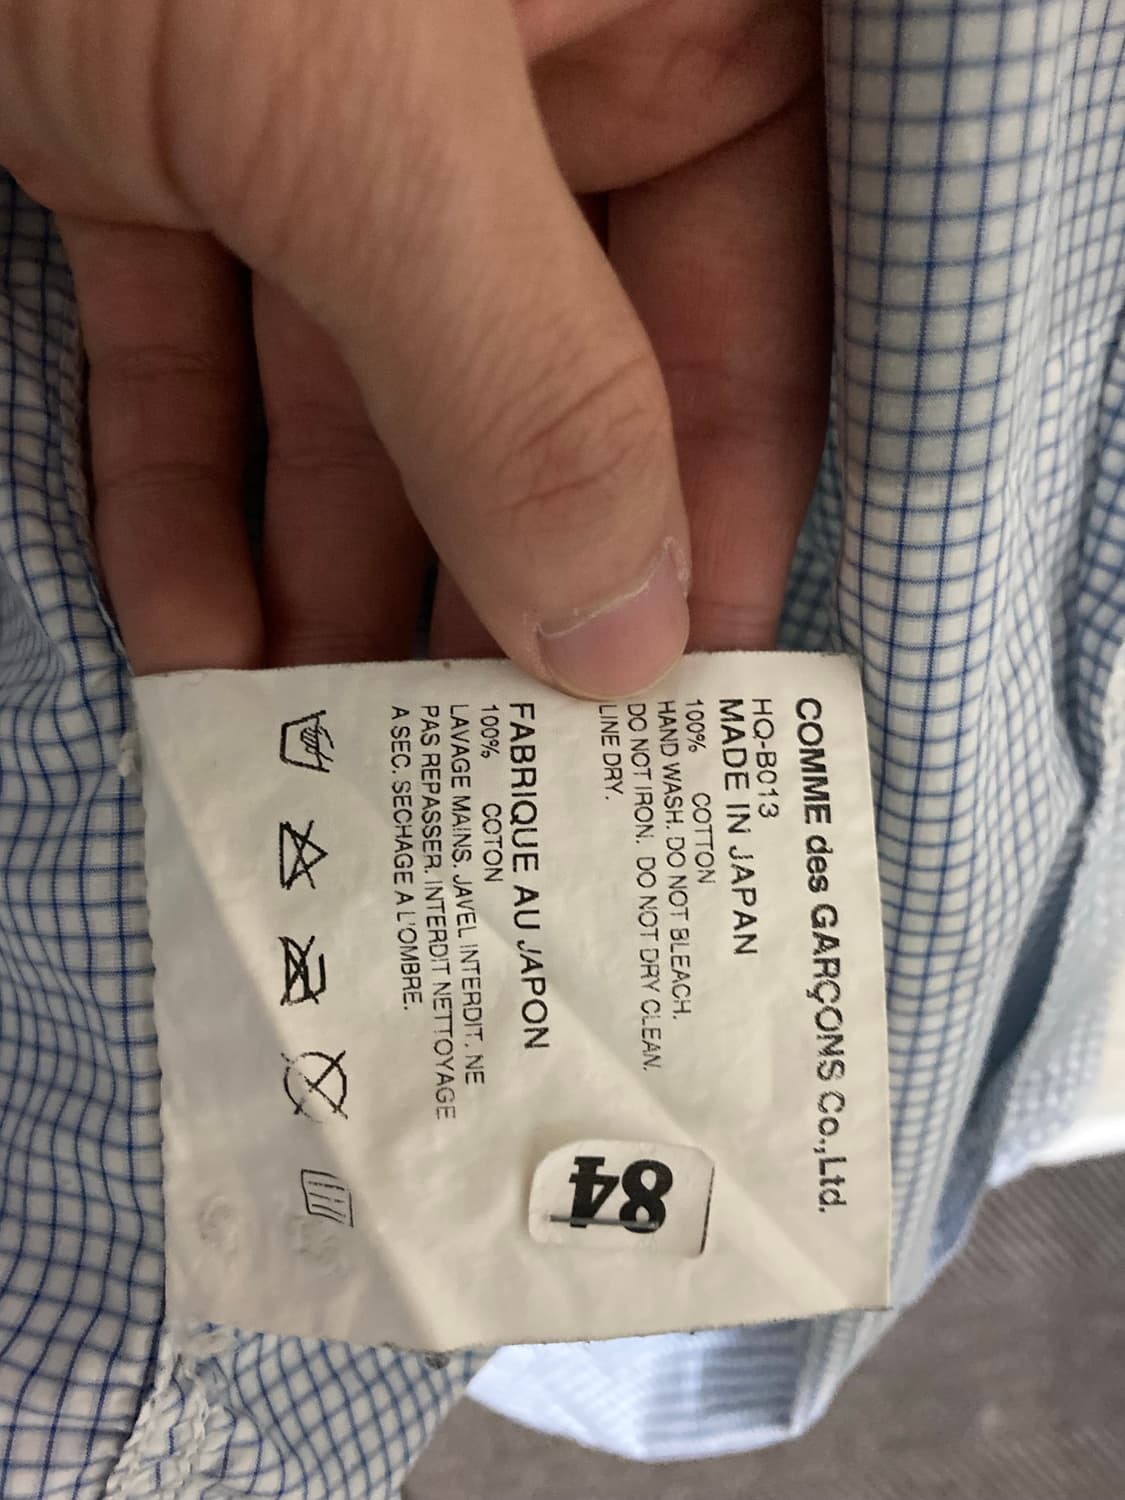 COMME des GARÇONS Co.,Ltd.
HQ-B013
MADE IN JAPAN
100% COTTON
HAND WASH. DO NOT BLEACH.
DO NOT IRON. DO NOT DRY CLEAN.
LINE DRY.
FABRIQUE AU JAPON
100% COTON
LAVAGE MAINS. JAVEL INTERDIT. NE
PAS REPASSER. INTERDIT NETTOYAGE
A SEC. SECHAGE A L'OMBRE.
84